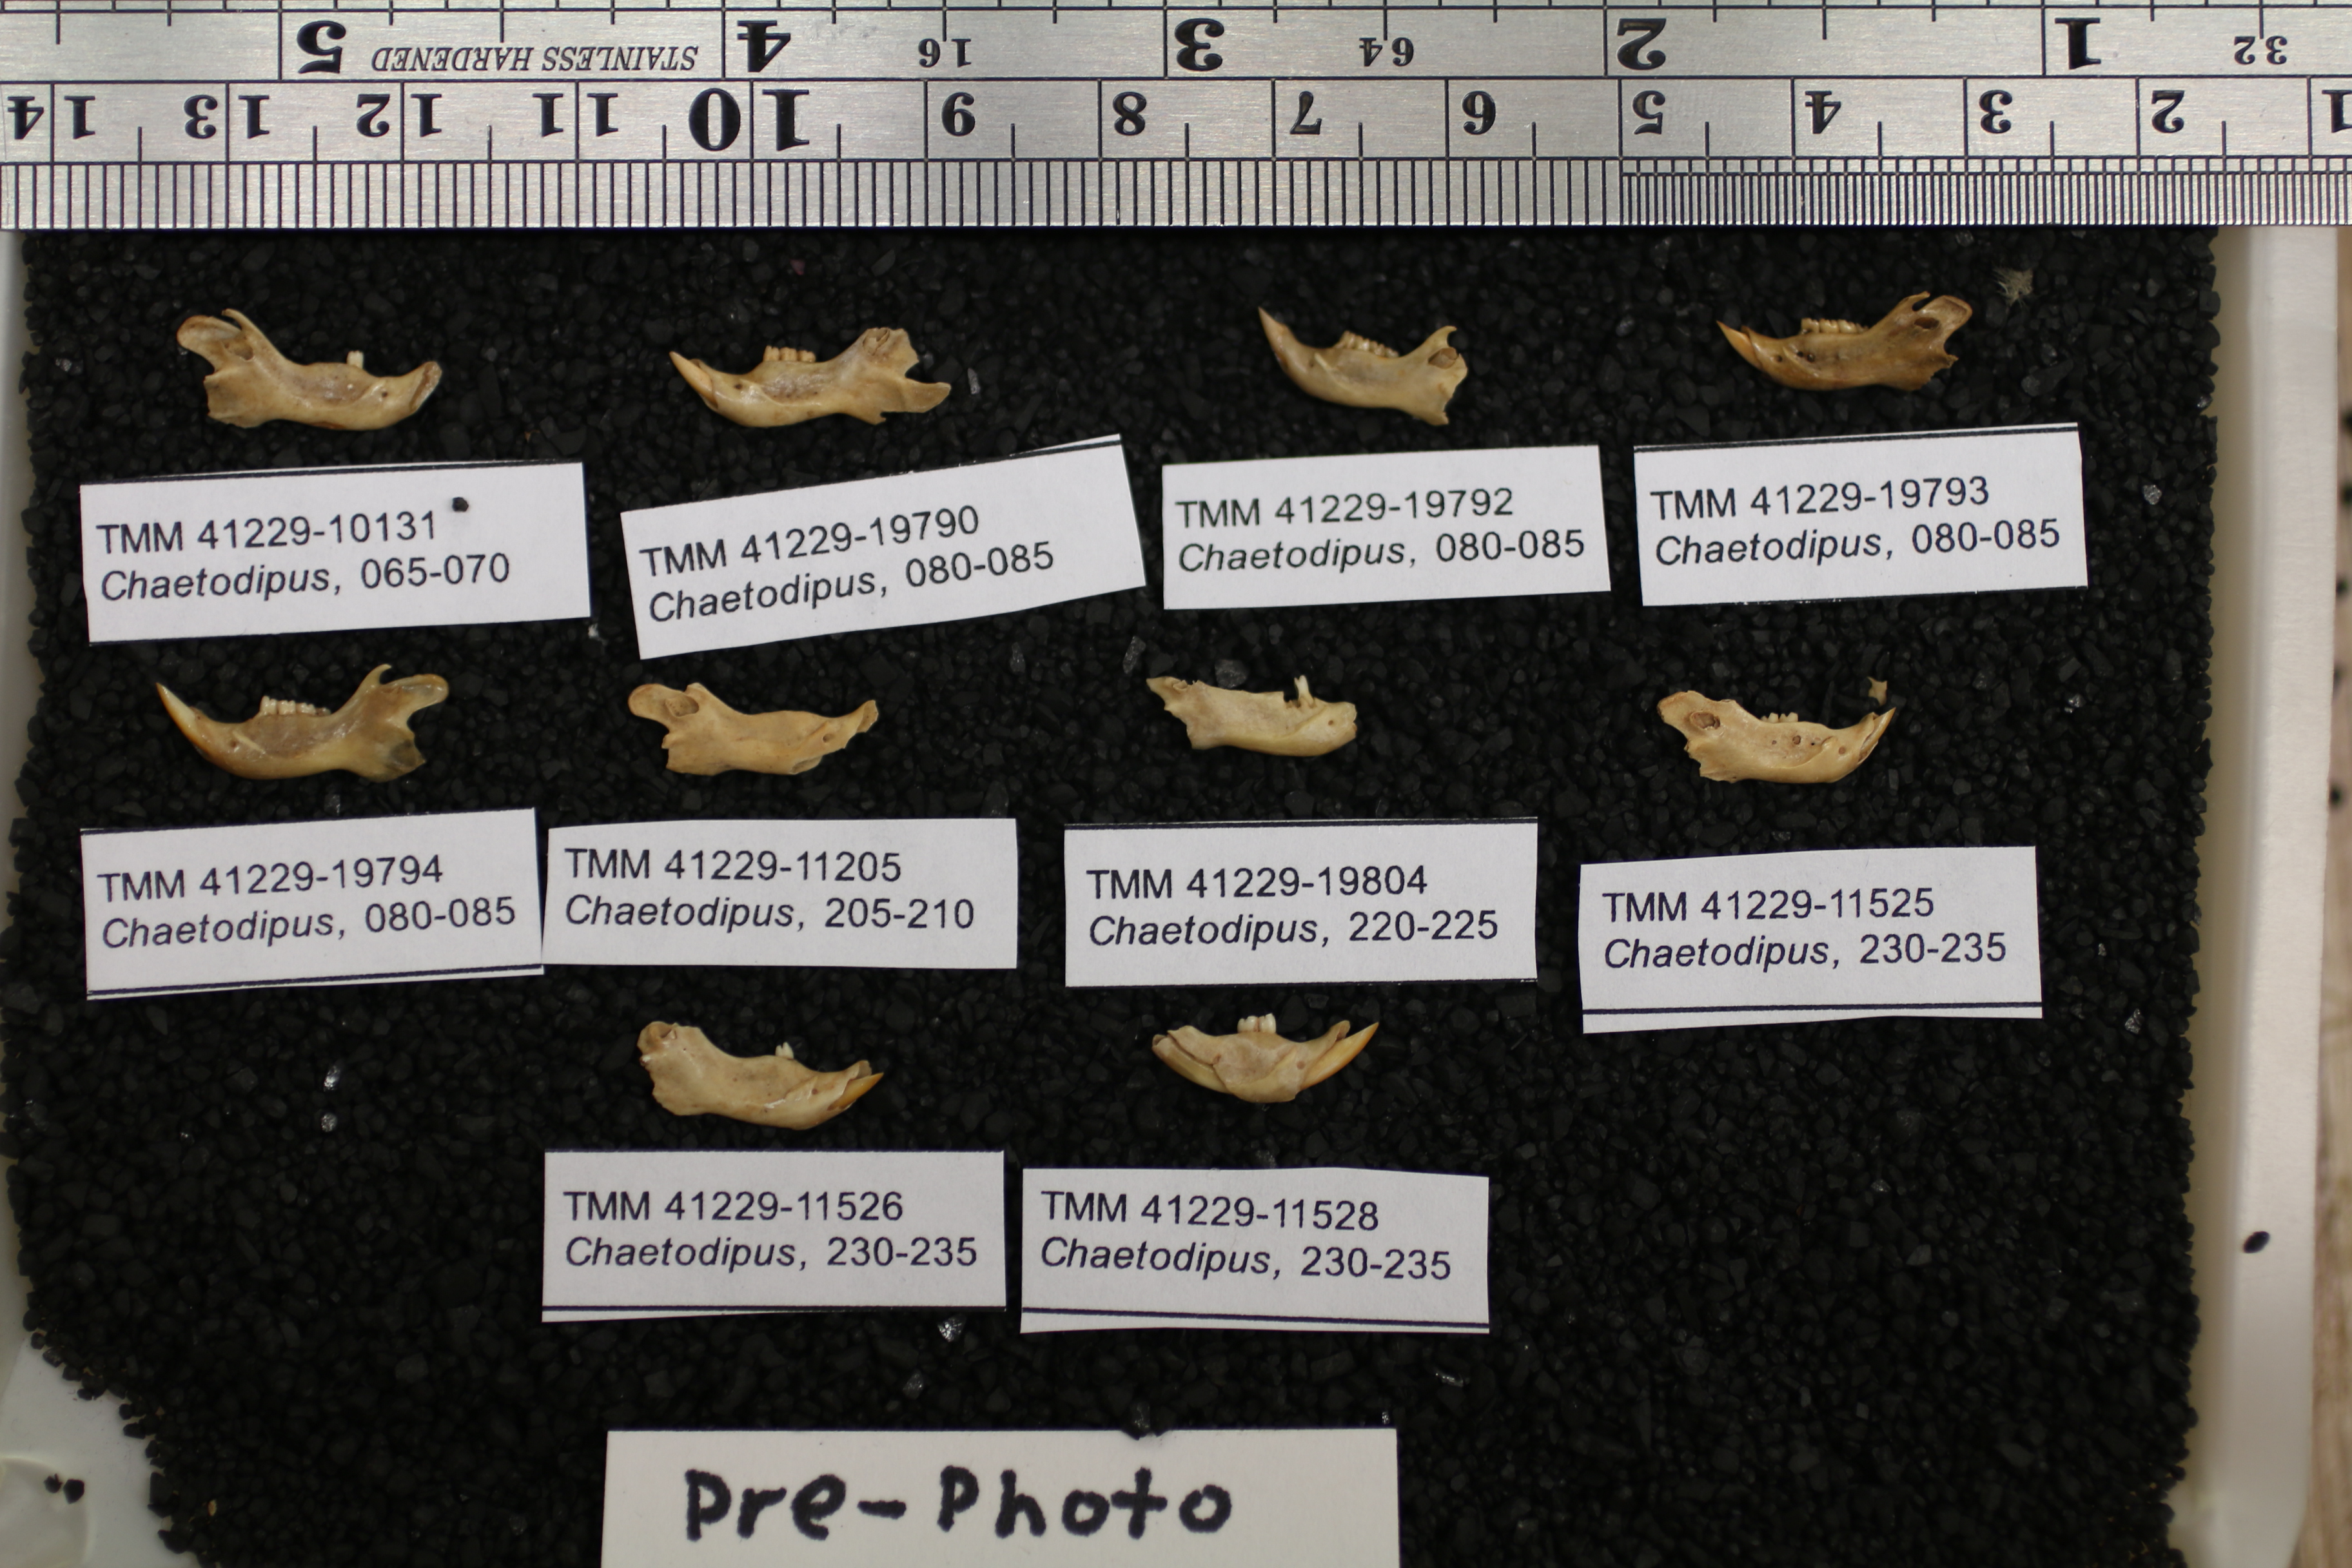 5 STAINLESS HARDENED 4 16 3 64 2 1 32
14 13 12 11 10 9 8 7 6 5 4 3 2 1
TMM 41229-10131
Chaetodipus, 065-070
TMM 41229-19790
Chaetodipus, 080-085
TMM 41229-19792
Chaetodipus, 080-085
TMM 41229-19793
Chaetodipus, 080-085
TMM 41229-19794
Chaetodipus, 080-085
TMM 41229-11205
Chaetodipus, 205-210
TMM 41229-19804
Chaetodipus, 220-225
TMM 41229-11525
Chaetodipus, 230-235
TMM 41229-11526
Chaetodipus, 230-235
TMM 41229-11528
Chaetodipus, 230-235
Pre-Photo